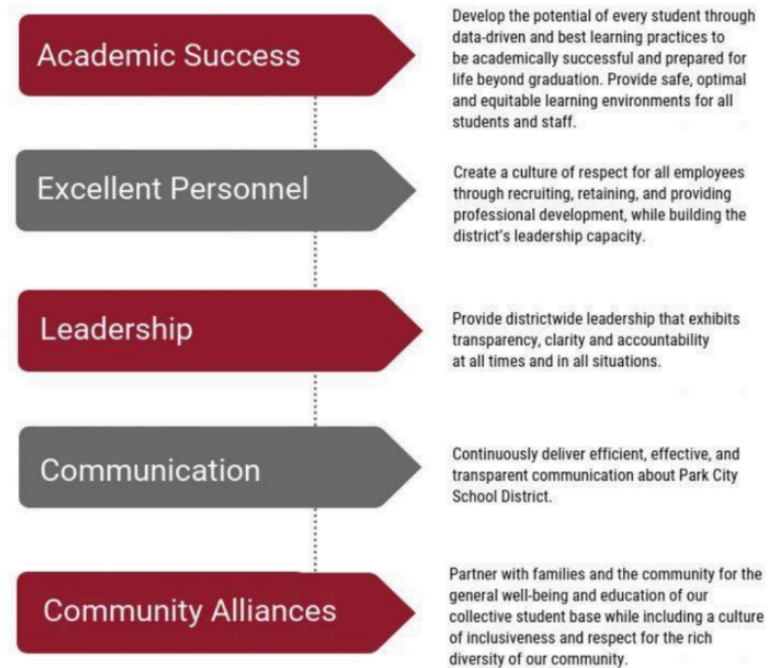 Academic Success
Develop the potential of every student through
data-driven and best learning practices to
be academically successful and prepared for
life beyond graduation. Provide safe, optimal
and equitable learning environments for all
students and staff.
Excellent Personnel
Create a culture of respect for all employees
through recruiting, retaining, and providing
professional development, while building the
district's leadership capacity.
Leadership
Provide districtwide leadership that exhibits
transparency, clarity and accountability
at all times and in all situations.
Communication
Continuously deliver efficient, effective, and
transparent communication about Park City
School District.
Community Alliances
Partner with families and the community for the
general well-being and education of our
collective student base while including a culture
of inclusiveness and respect for the rich
diversity of our community.